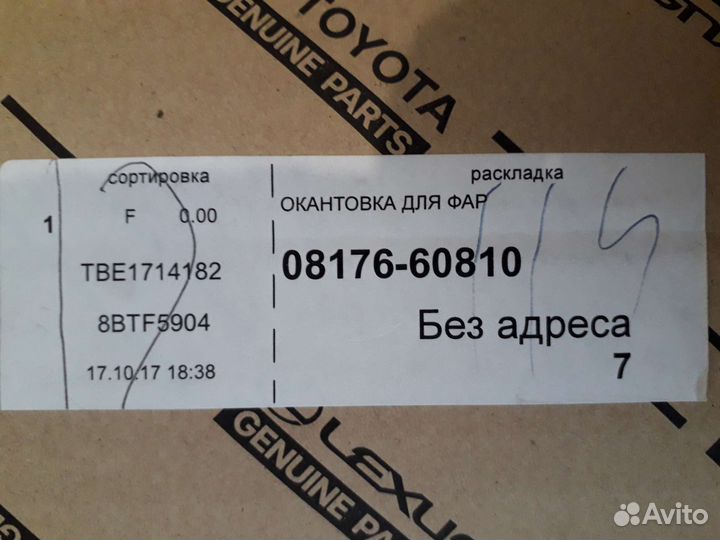 TOYOTA
GENUINE PARTS
сортировка
1
F 0.00
TBE1714182
8BTF5904
17.10.17 18:38
раскладка
ОКАНТОВКА ДЛЯ ФАР
08176-60810
Без адреса
7
LEXUS
GENUINE PA
Avito